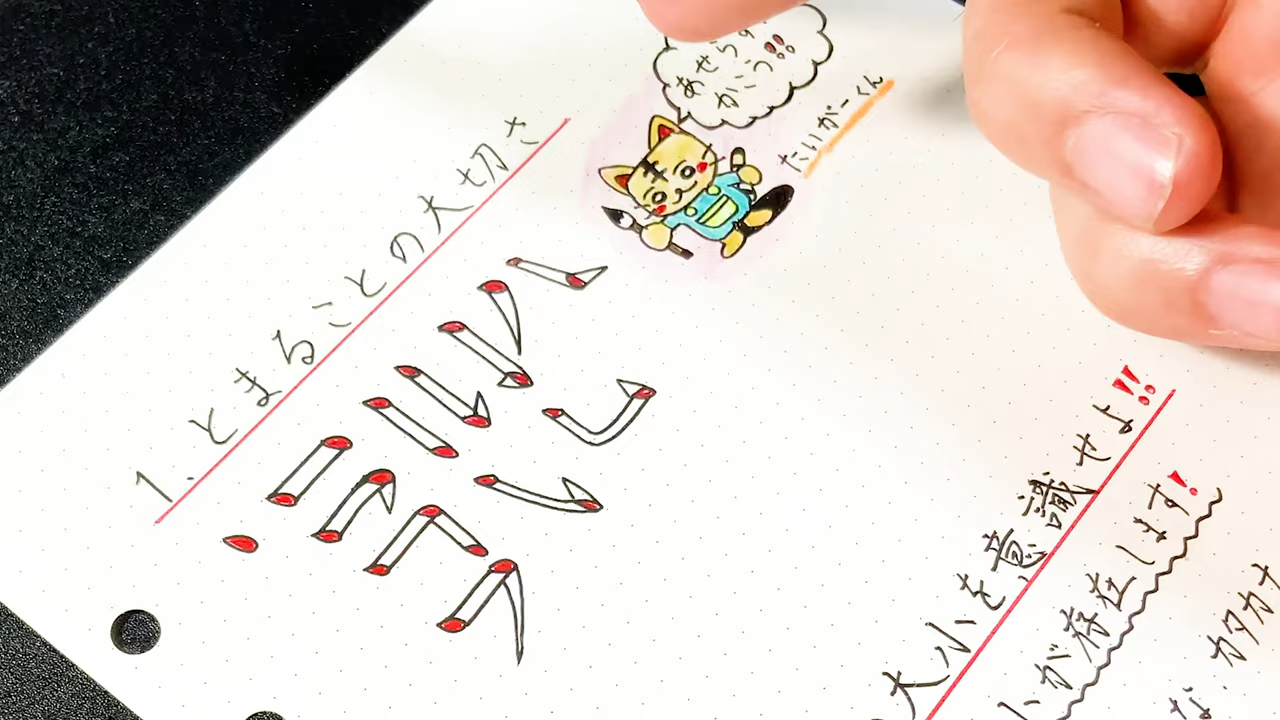 1. とまることの大切さ
あせらず
かこう!!
たいがーくん
大小を意識せよ!!
が存在します!
な・カタカナ